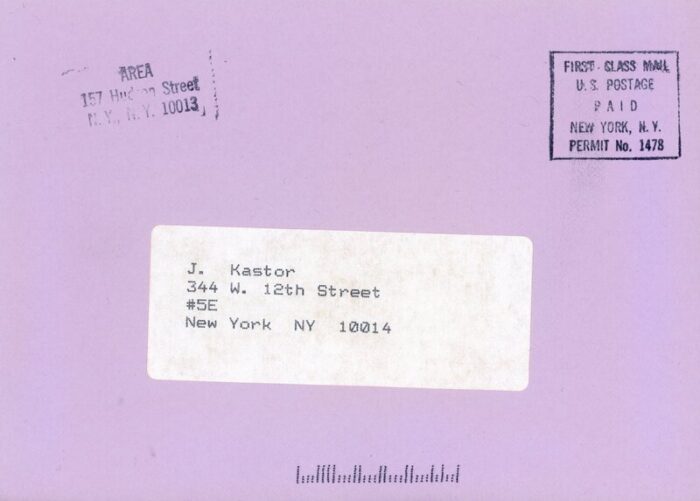 AREA
157 Hudson Street
N.Y., N.Y. 10013
FIRST-CLASS MAIL
U.S. POSTAGE
PAID
NEW YORK, N.Y.
PERMIT No. 1478
J. Kastor
344 W. 12th Street
#5E
New York NY 10014